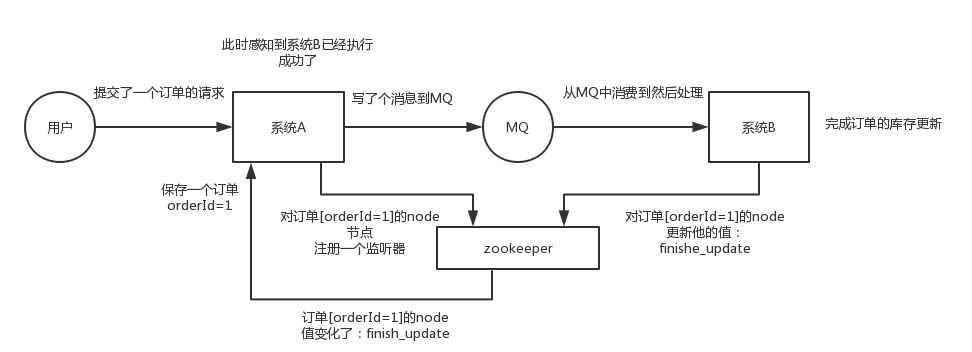 此时感知到系统B已经执行
成功了
提交了一个订单的请求
写了个消息到MQ
从MQ中消费到然后处理
用户
系统A
MQ
系统B
完成订单的库存更新
保存一个订单
orderId=1
对订单[orderId=1]的node
节点
注册一个监听器
对订单[orderId=1]的node
更新他的值：
finishe_update
zookeeper
订单[orderId=1]的node
值变化了：finish_update